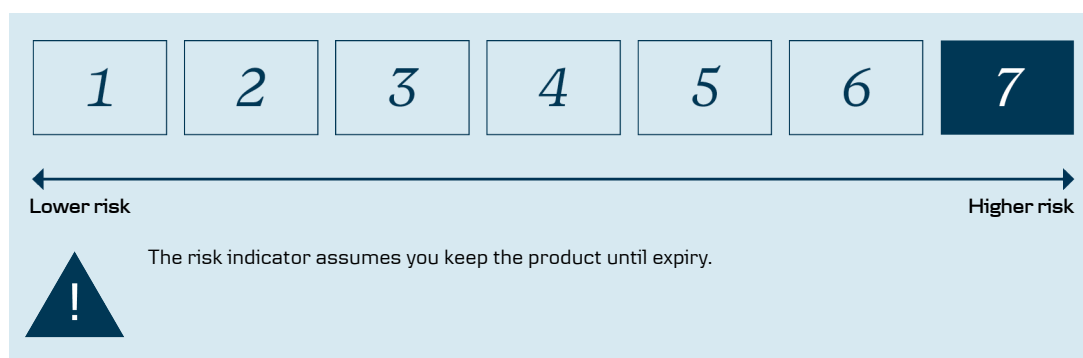 1 2 3 4 5 6 7
Lower risk Higher risk
The risk indicator assumes you keep the product until expiry.
!